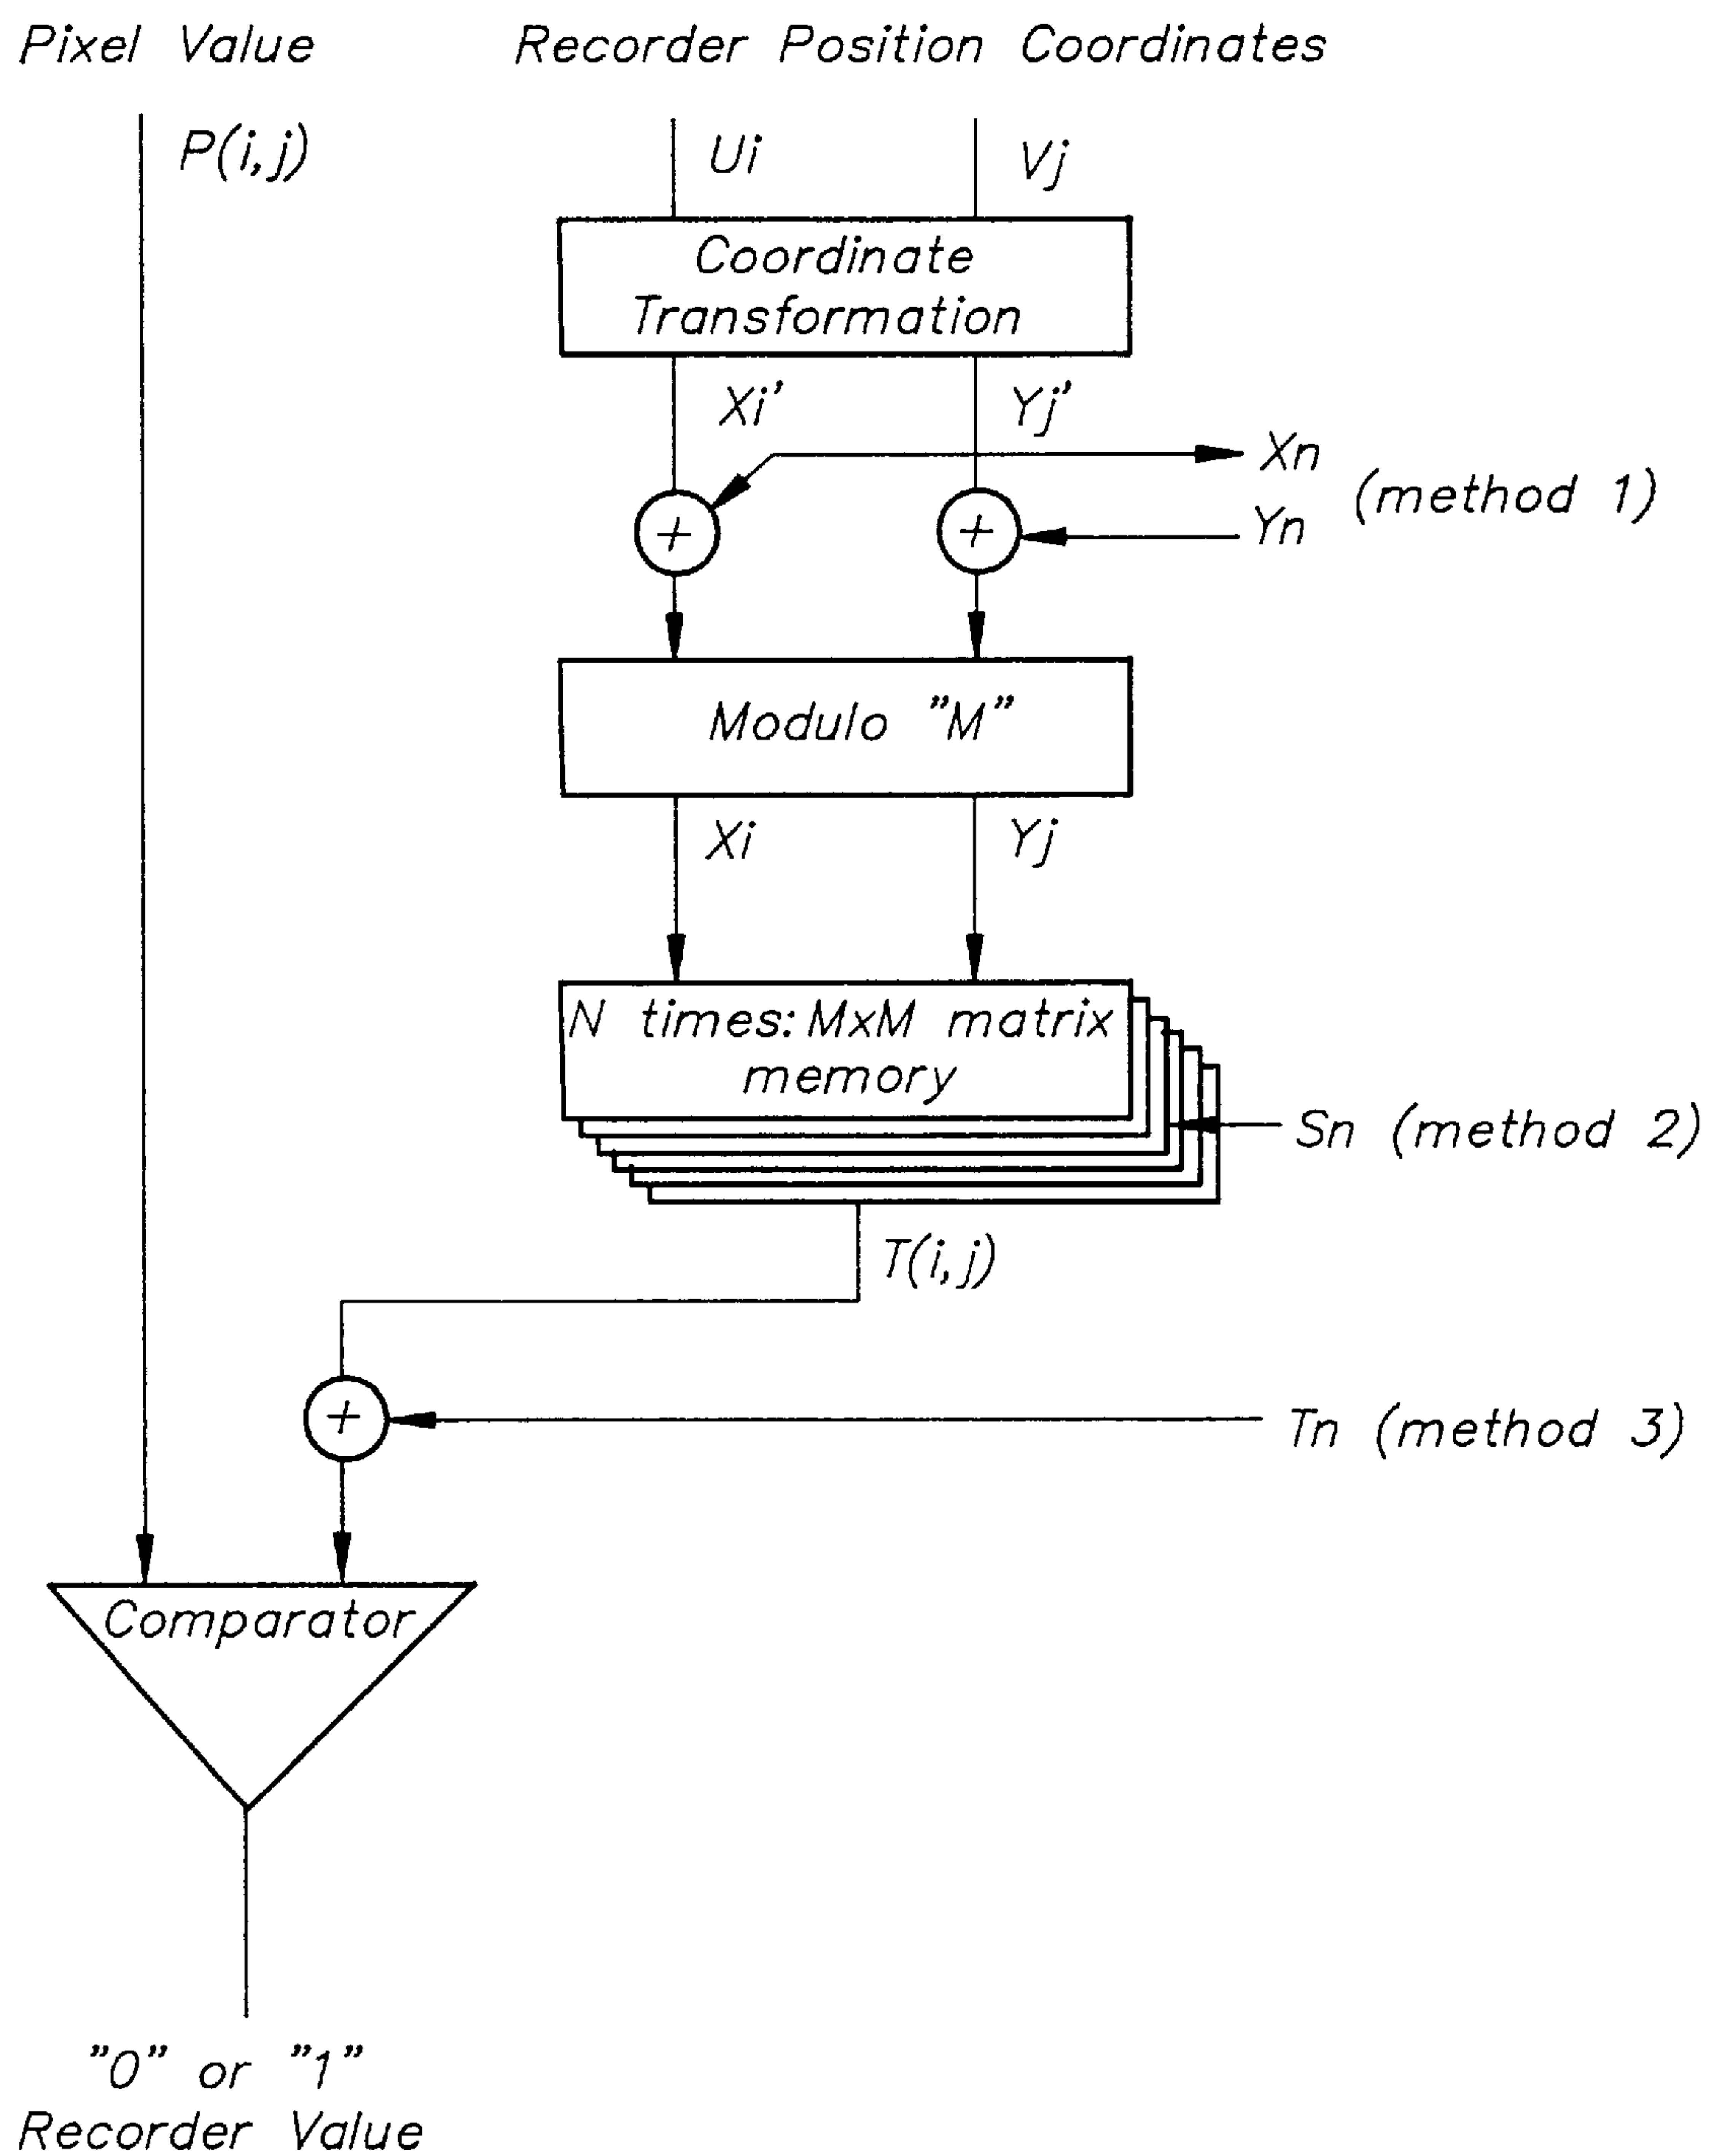 Pixel Value
Recorder Position Coordinates
P(i,j)
Ui
Vj
Coordinate
Transformation
Xi'
Yj'
Xn
(method 1)
Yn
+
+
Modulo "M"
Xi
Yj
N times: MxM matrix
memory
Sn (method 2)
T(i,j)
+
Tn (method 3)
Comparator
"0" or "1"
Recorder Value